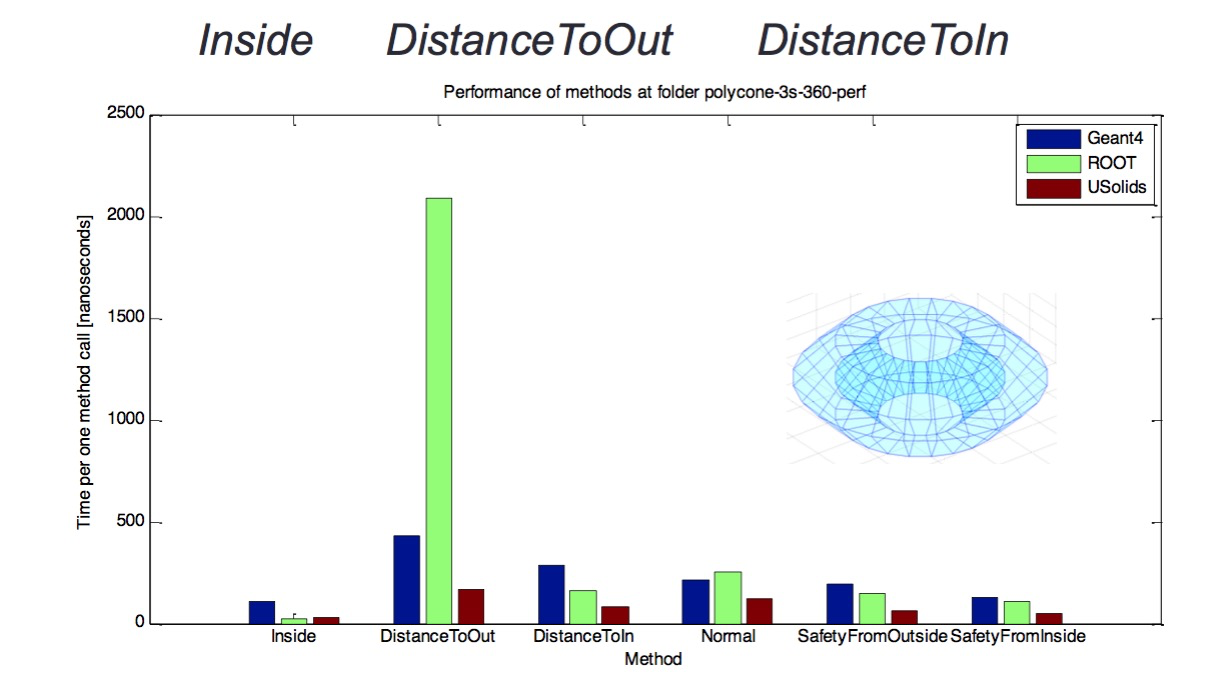 Inside DistanceToOut DistanceToIn
Performance of methods at folder polycone-3s-360-perf
2500
2000
1500
1000
500
0
Time per one method call [nanoseconds]
Geant4
ROOT
USolids
Inside DistanceToOut DistanceToIn Normal SafetyFromOutside SafetyFromInside
Method